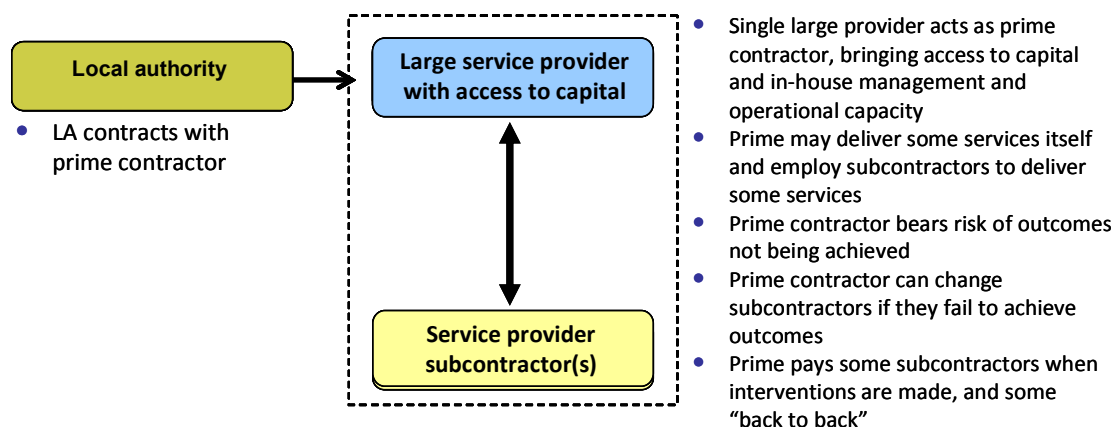 Local authority
• LA contracts with
prime contractor
Large service provider
with access to capital
Service provider
subcontractor(s)
• Single large provider acts as prime
contractor, bringing access to capital
and in-house management and
operational capacity
• Prime may deliver some services itself
and employ subcontractors to deliver
some services
• Prime contractor bears risk of outcomes
not being achieved
• Prime contractor can change
subcontractors if they fail to achieve
outcomes
• Prime pays some subcontractors when
interventions are made, and some
“back to back”